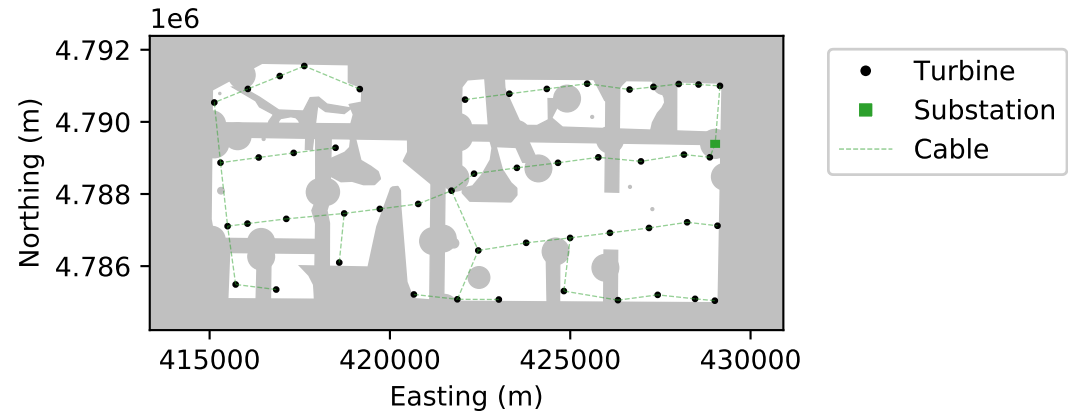 1e6
4.792
4.790
4.788
4.786
Northing (m)
415000 420000 425000 430000
Easting (m)
Turbine
Substation
Cable